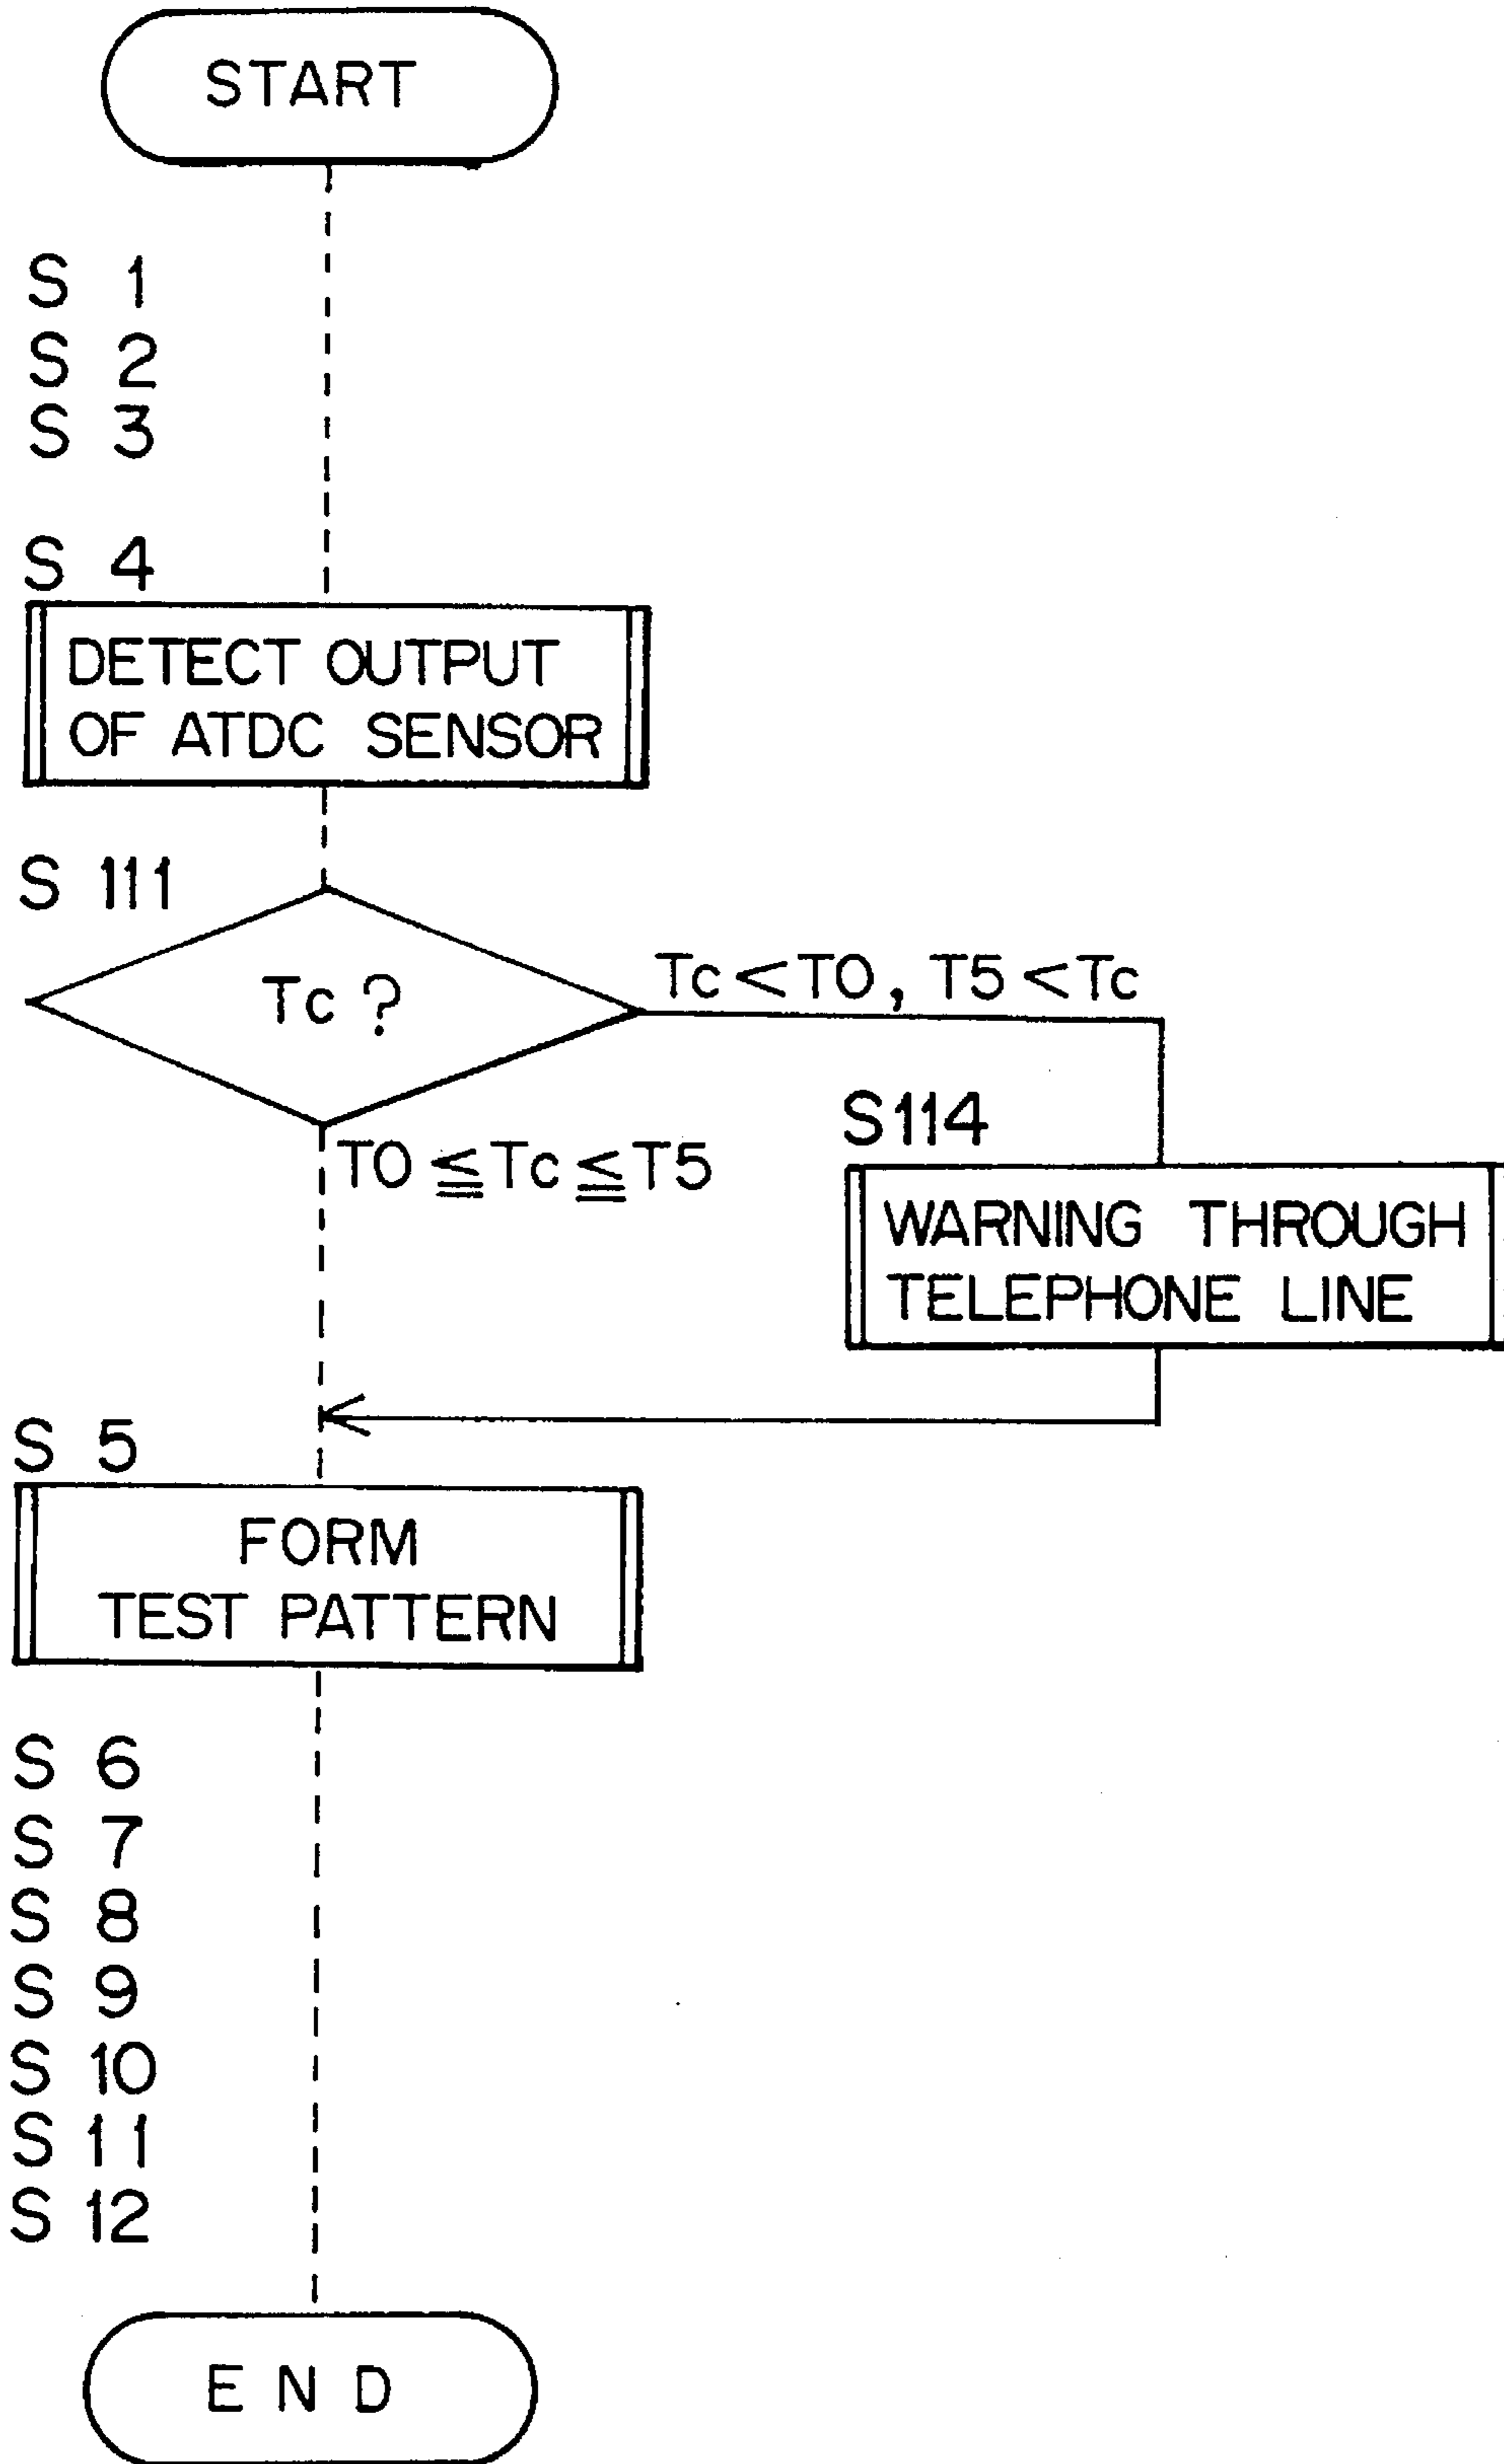 START
S 1
S 2
S 3
S 4
DETECT OUTPUT
OF ATDC SENSOR
S 111
Tc ?
Tc < T0, T5 < Tc
T0 ≦ Tc ≦ T5
S114
WARNING THROUGH
TELEPHONE LINE
S 5
FORM
TEST PATTERN
S 6
S 7
S 8
S 9
S 10
S 11
S 12
END